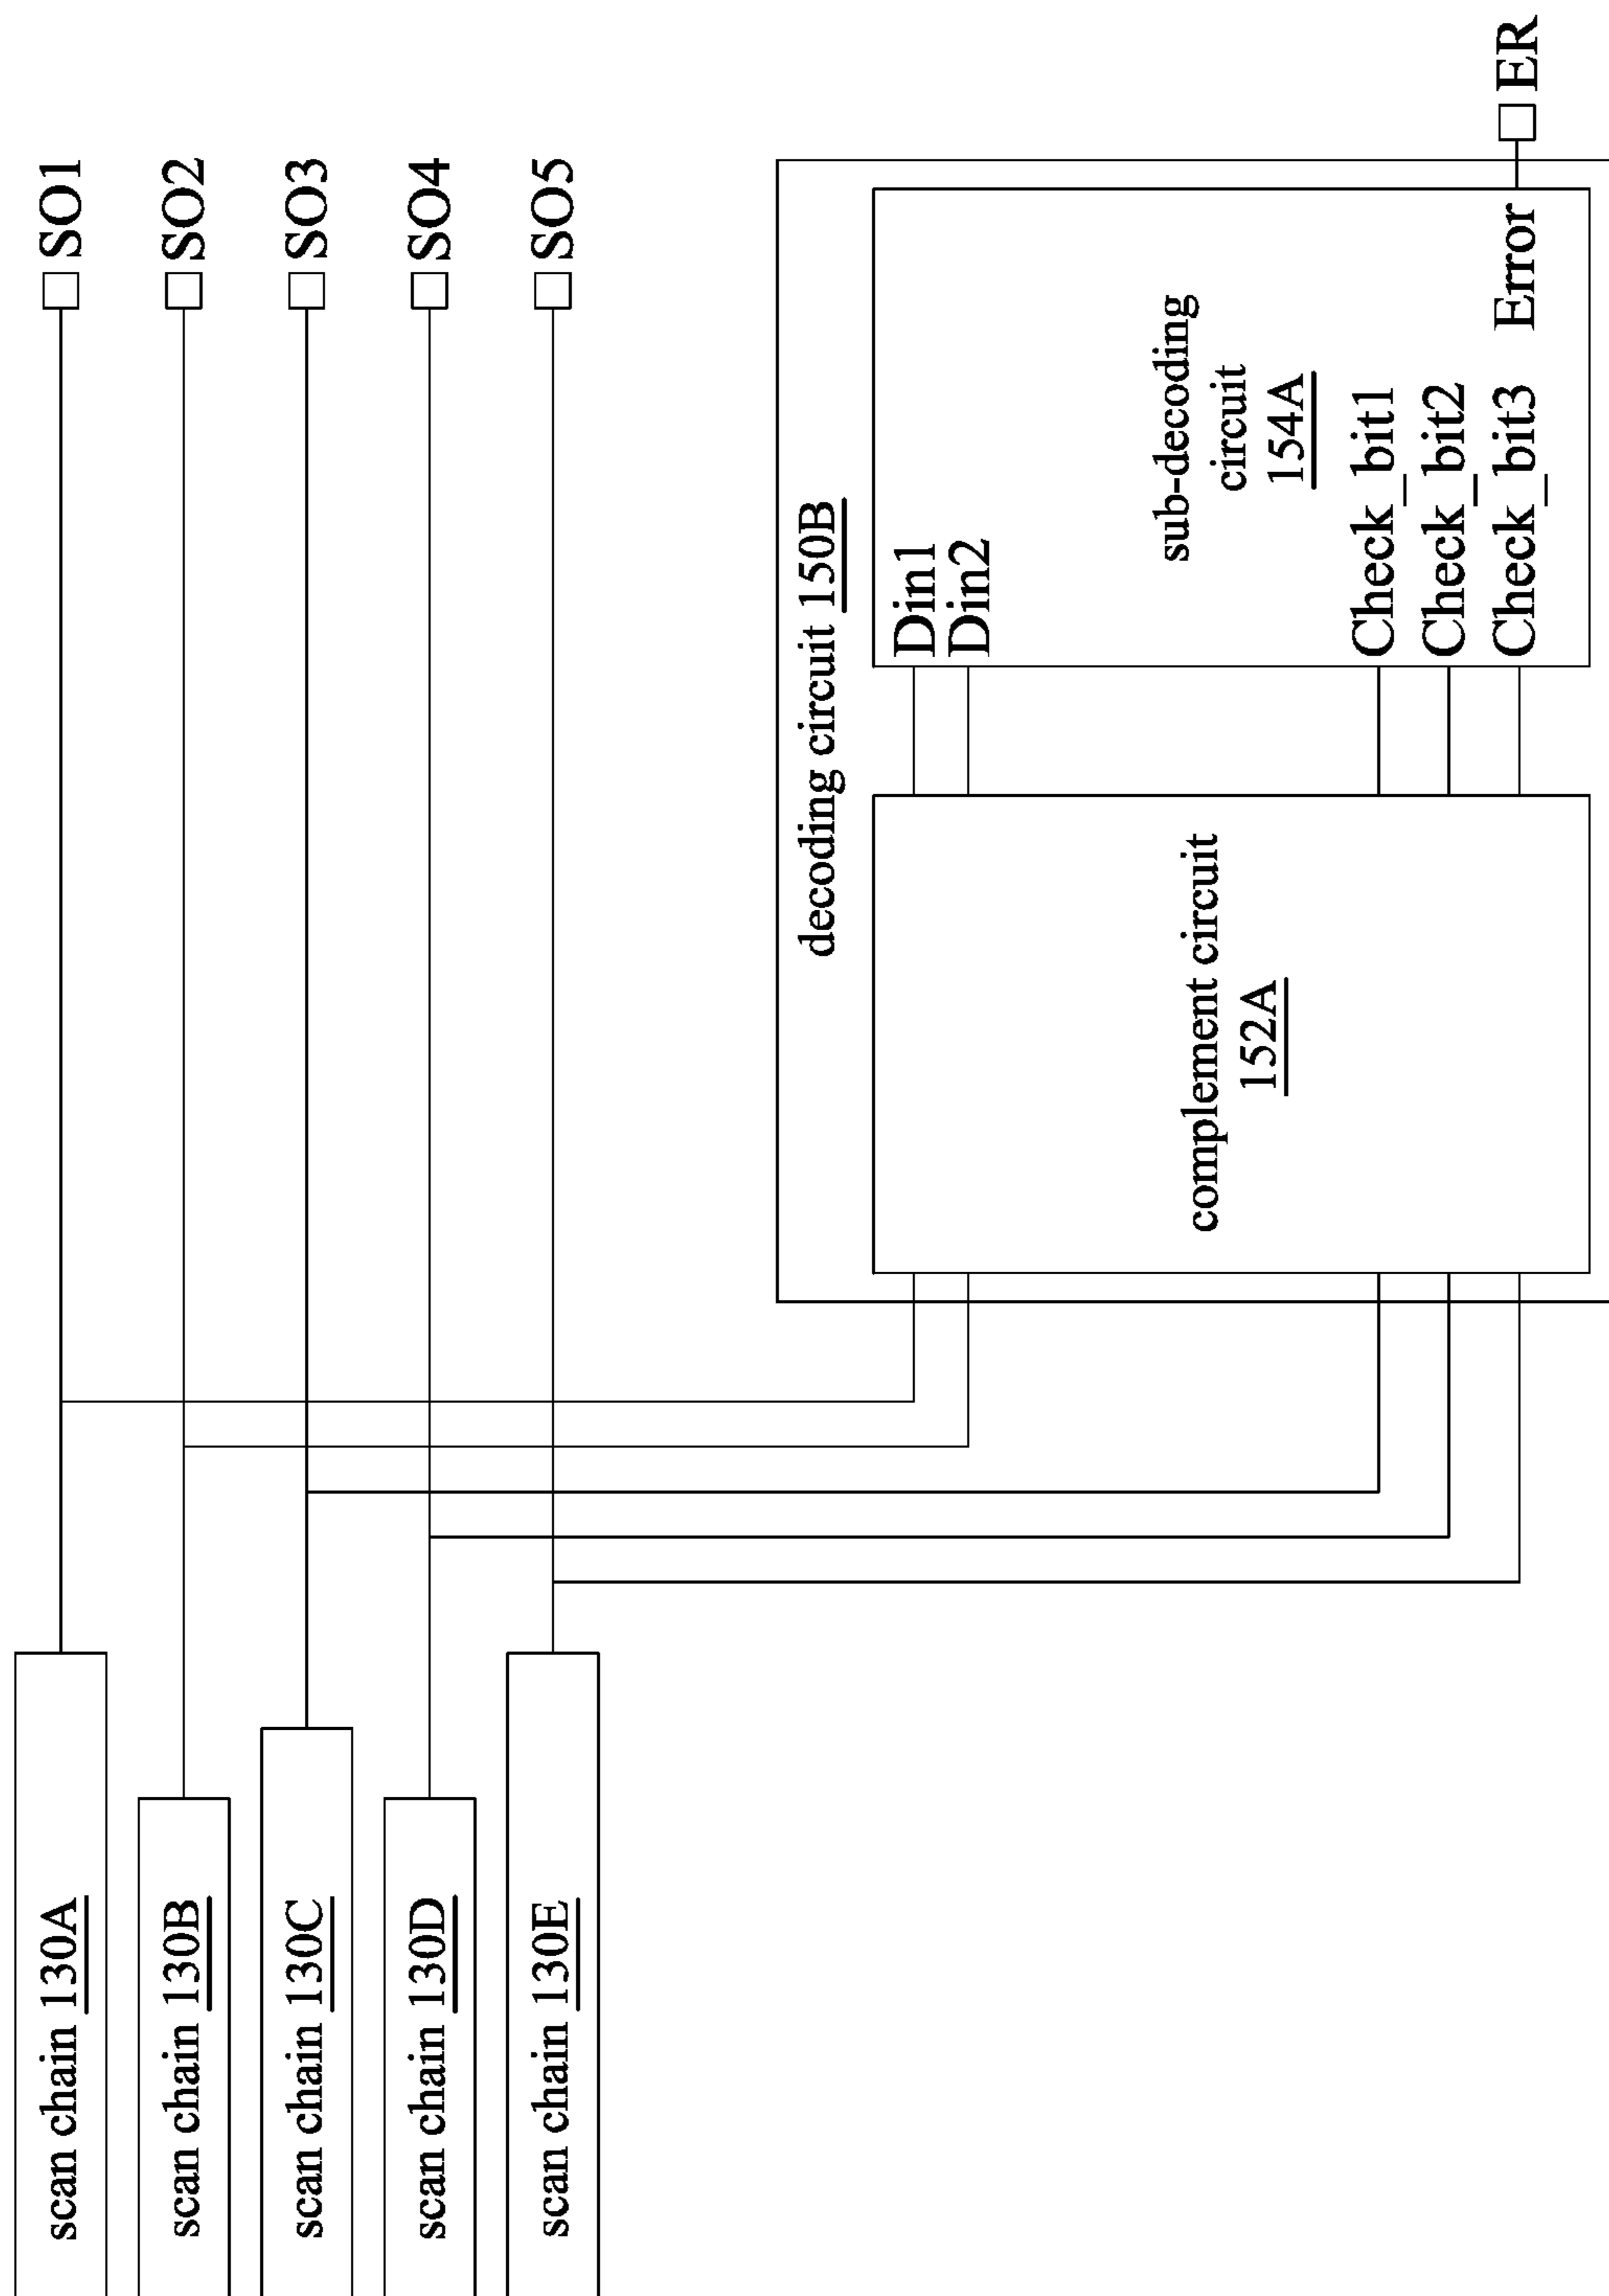 scan chain 130A
SO1
scan chain 130B
SO2
scan chain 130C
SO3
scan chain 130D
SO4
scan chain 130E
SO5
decoding circuit 150B
complement circuit
152A
Din1
Din2
sub-decoding
circuit
154A
Check_bit1
Check_bit2
Check_bit3
Error
ER